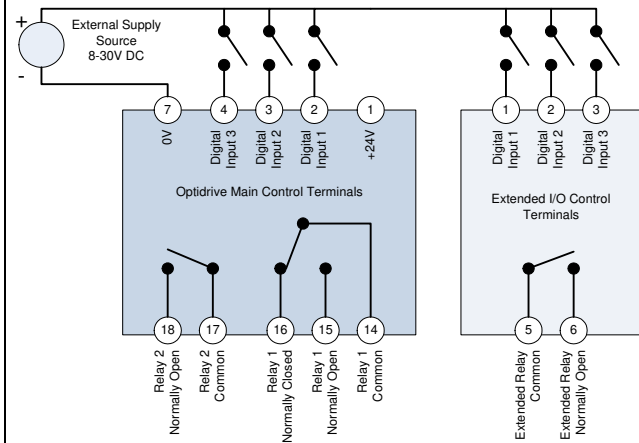 +
External Supply
Source
8-30V DC
-
7
4
3
2
1
1
2
3
0V
Digital
Input 3
Digital
Input 2
Digital
Input 1
+24V
Digital
Input 1
Digital
Input 2
Digital
Input 3
Optidrive Main Control Terminals
Extended I/O Control
Terminals
18
17
16
15
14
5
6
Relay 2
Normally Open
Relay 2
Common
Relay 1
Normally Closed
Relay 1
Normally Open
Relay 1
Common
Extended Relay
Common
Extended Relay
Normally Open